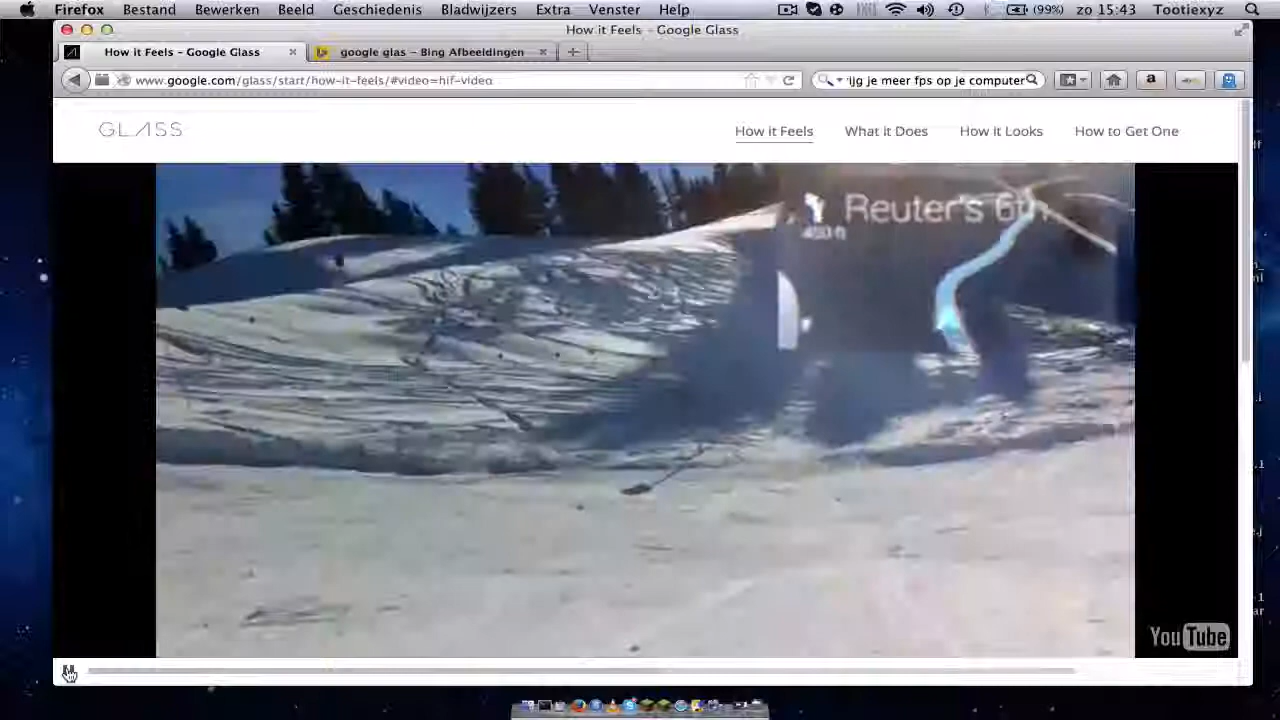 Firefox Bestand Bewerken Beeld Geschiedenis Bladwijzers Extra Venster Help (99%) zo 15:43 Tootiexyz
How it Feels - Google Glass
How it Feels - Google Glass google glas - Bing Afbeeldingen
www.google.com/glass/start/how-it-feels/#video=hif-video ijg je meer fps op je computer a
GLASS How it Feels What it Does How it Looks How to Get One
Reuter's 6th
450 ft
YouTube